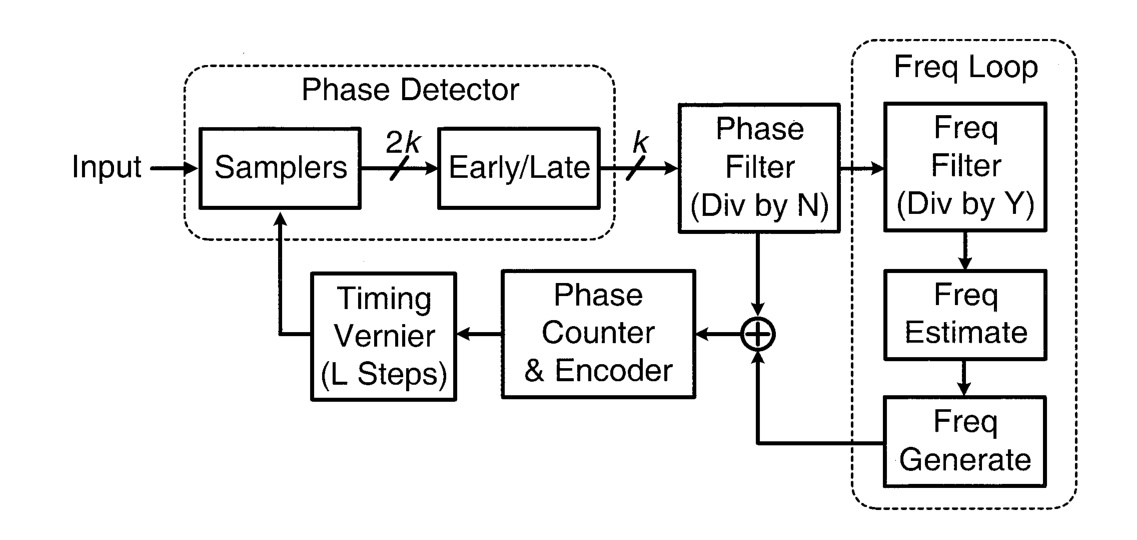 Freq Loop
Phase Detector
Input
Samplers
2k
Early/Late
k
Phase
Filter
(Div by N)
Freq
Filter
(Div by Y)
Timing
Vernier
(L Steps)
Phase
Counter
& Encoder
+
Freq
Estimate
Freq
Generate